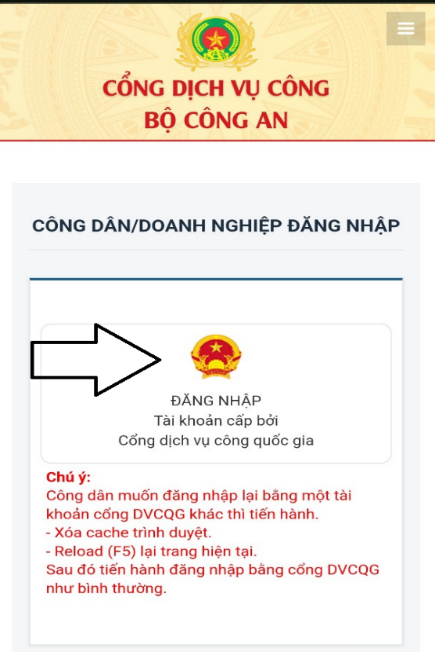 CỔNG DỊCH VỤ CÔNG
BỘ CÔNG AN
CÔNG DÂN/DOANH NGHIỆP ĐĂNG NHẬP
ĐĂNG NHẬP
Tài khoản cấp bởi
Cổng dịch vụ công quốc gia
Chú ý:
Công dân muốn đăng nhập lại bằng một tài
khoản cổng DVCQG khác thì tiến hành.
- Xóa cache trình duyệt.
- Reload (F5) lại trang hiện tại.
Sau đó tiến hành đăng nhập bằng cổng DVCQG
như bình thường.